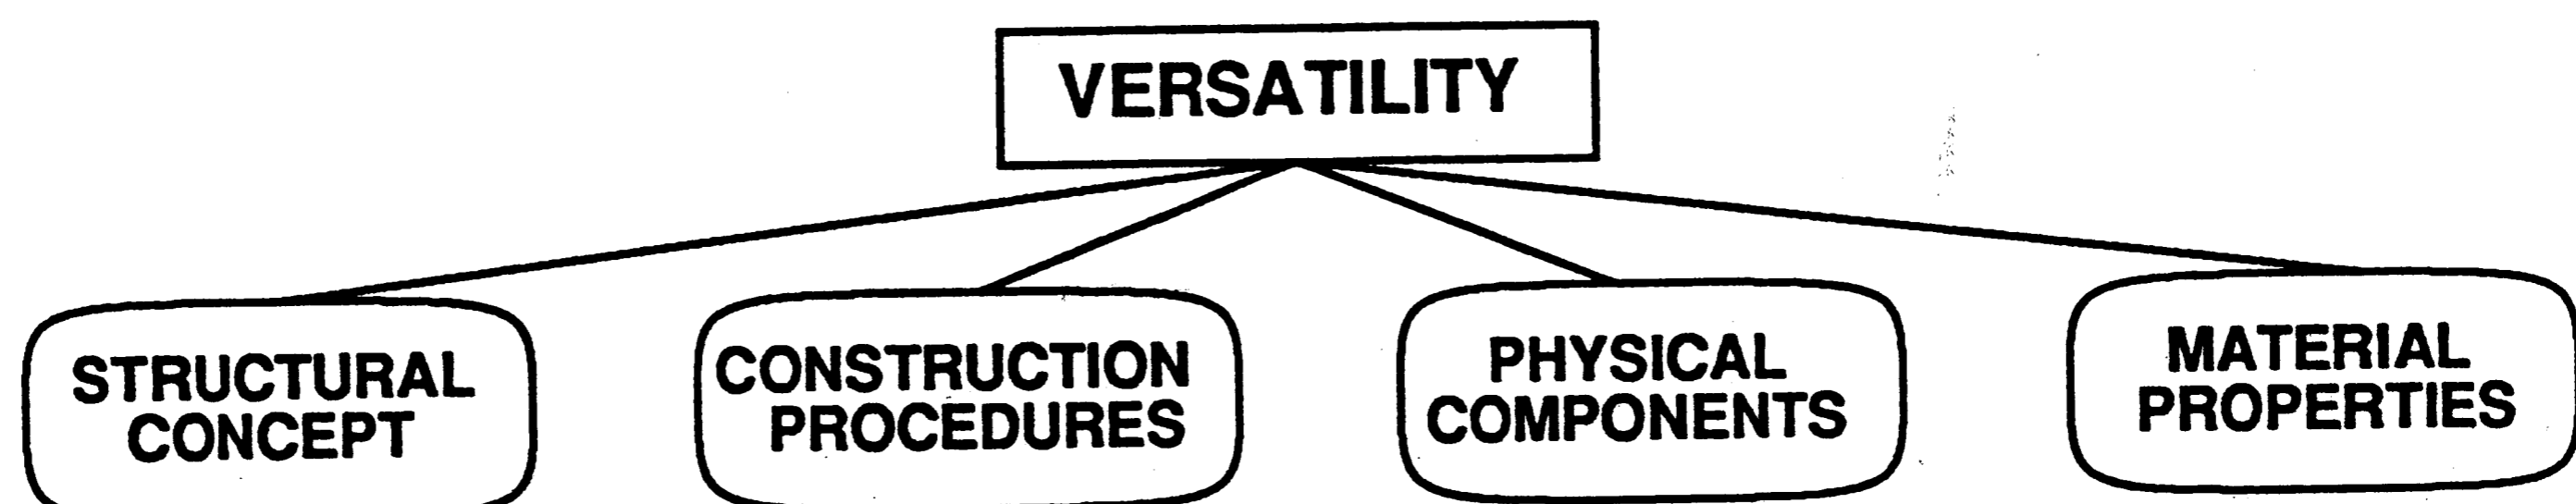 VERSATILITY
STRUCTURAL
CONCEPT
CONSTRUCTION
PROCEDURES
PHYSICAL
COMPONENTS
MATERIAL
PROPERTIES